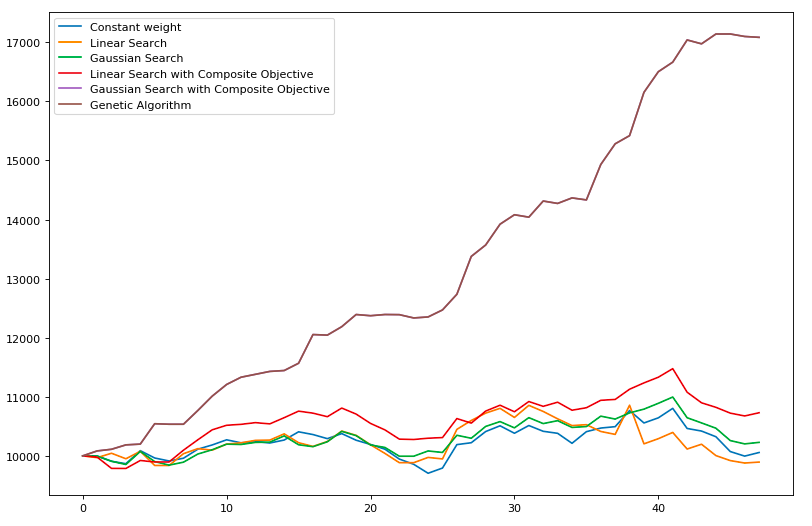 Constant weight
Linear Search
Gaussian Search
Linear Search with Composite Objective
Gaussian Search with Composite Objective
Genetic Algorithm
17000
16000
15000
14000
13000
12000
11000
10000
0 10 20 30 40